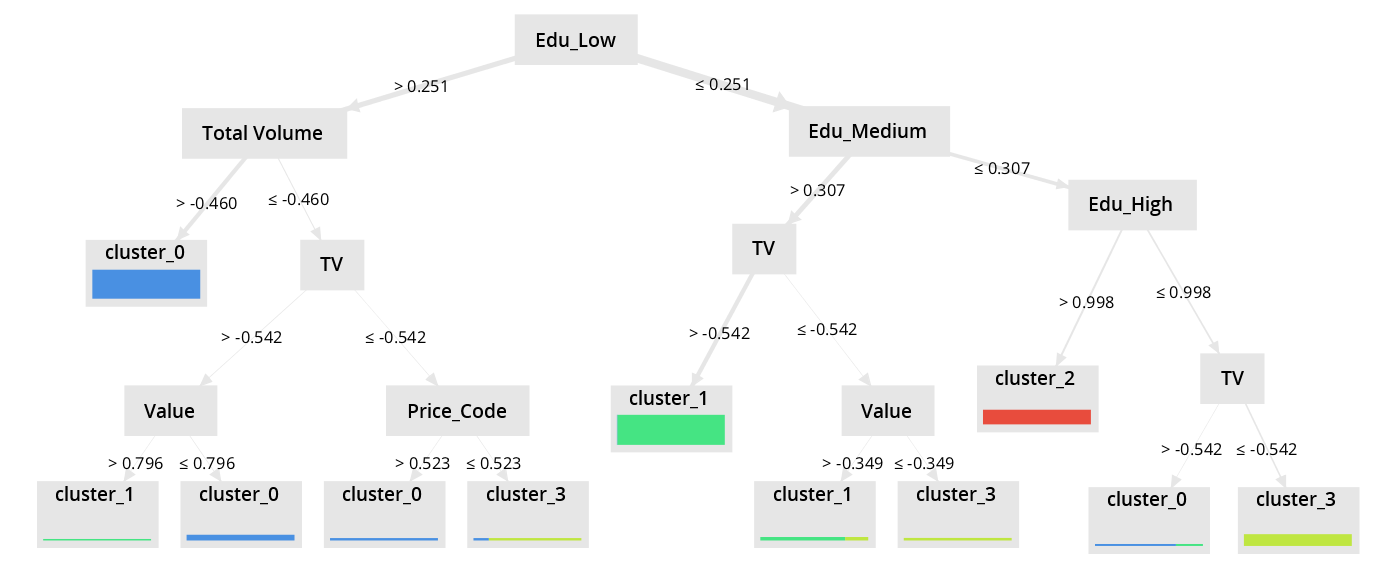 Edu_Low
> 0.251
≤ 0.251
Total Volume
Edu_Medium
> -0.460
≤ -0.460
> 0.307
≤ 0.307
Edu_High
cluster_0
TV
TV
> 0.998
≤ 0.998
> -0.542
≤ -0.542
> -0.542
≤ -0.542
cluster_2
TV
Value
Price_Code
cluster_1
Value
> -0.542
≤ -0.542
> 0.796
≤ 0.796
> 0.523
≤ 0.523
> -0.349
≤ -0.349
cluster_1
cluster_0
cluster_0
cluster_3
cluster_1
cluster_3
cluster_0
cluster_3